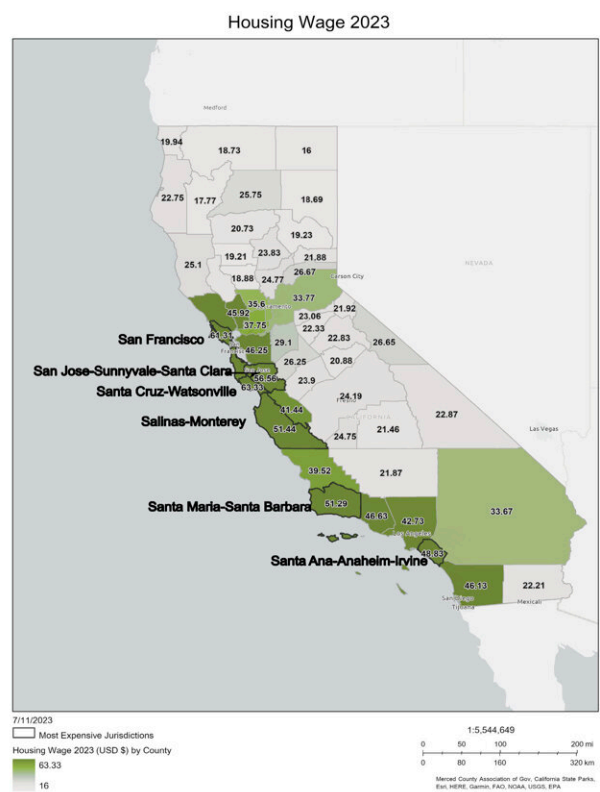 Housing Wage 2023
Medford
19.94
18.73
16
22.75
17.77
25.75
18.69
20.73
19.23
25.1
19.21
23.83
21.88
18.88
24.77
26.67
Carson City
NEVADA
33.77
35.6
45.92
21.92
23.06
37.75
22.33
22.83
26.65
San Francisco
61.31
46.25
29.1
26.25
20.88
San Jose-Sunnyvale-Santa Clara
56.56
Santa Cruz-Watsonville
63.33
23.9
24.19
22.87
Salinas-Monterey
41.44
51.44
24.75
21.46
Las Vegas
39.52
21.87
Santa Maria-Santa Barbara
51.29
46.63
42.73
33.67
Los Angeles
Santa Ana-Anaheim-Irvine
48.83
46.13
22.21
San Diego
Mexicali
Tijuana
7/11/2023
Most Expensive Jurisdictions
Housing Wage 2023 (USD $) by County
63.33
16
1:5,544,649
0 50 100 200 mi
0 80 160 320 km
Merced County Association of Gov, California State Parks,
Esri, HERE, Garmin, FAO, NOAA, USGS, EPA